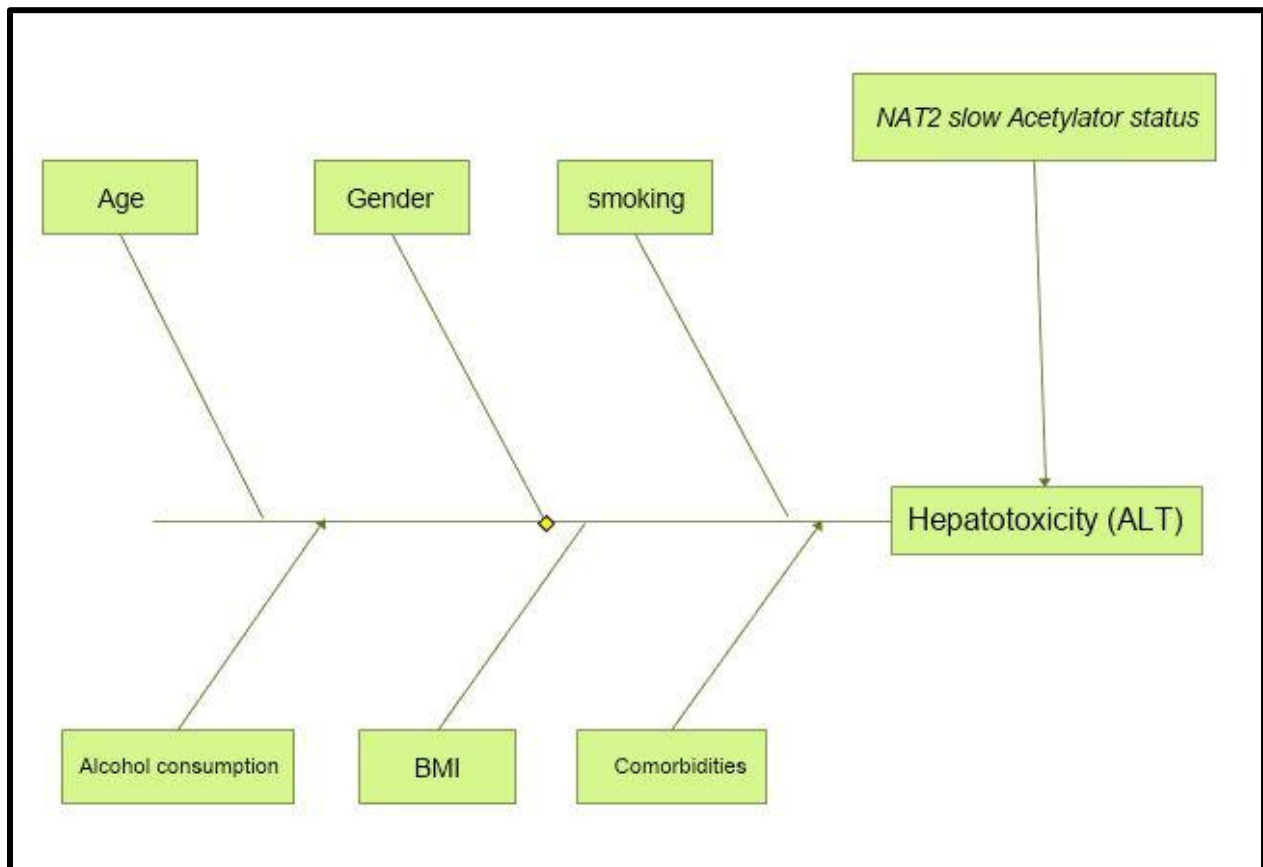 NAT2 slow Acetylator status
Age
Gender
smoking
Hepatotoxicity (ALT)
Alcohol consumption
BMI
Comorbidities